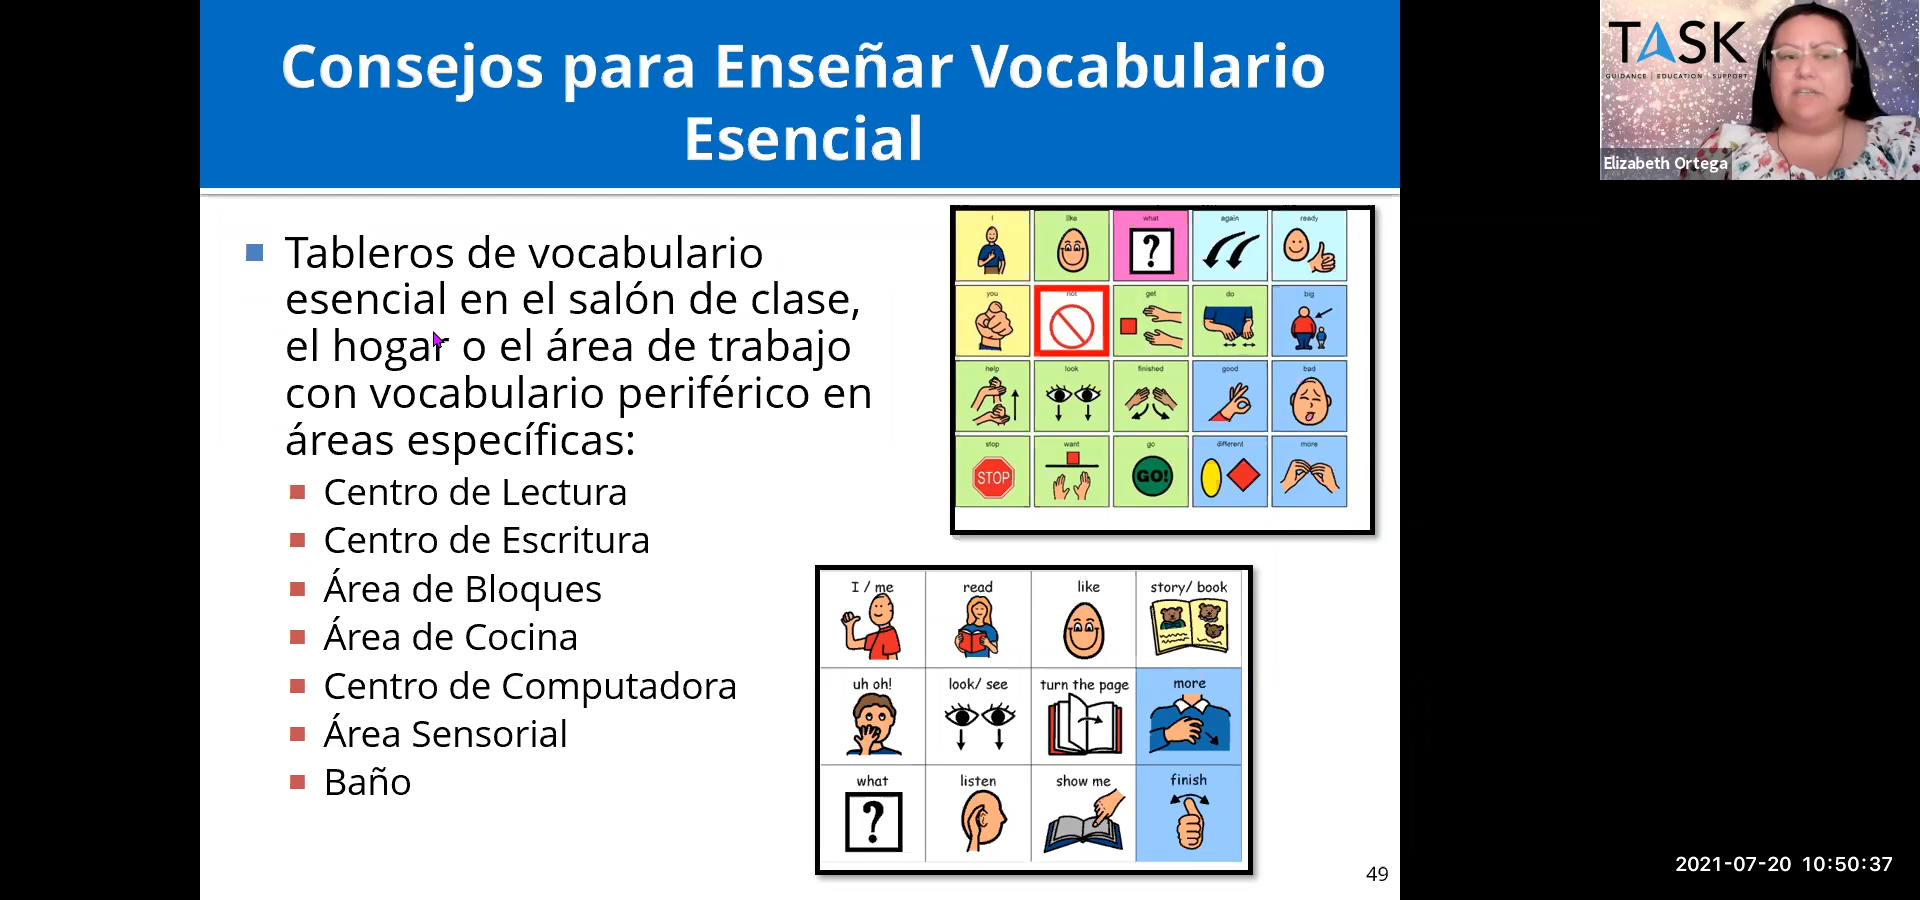 Consejos para Enseñar Vocabulario
Esencial
TASK
GUIDANCE | EDUCATION | SUPPORT
Elizabeth Ortega
Tableros de vocabulario
esencial en el salón de clase,
el hogar o el área de trabajo
con vocabulario periférico en
áreas específicas:
Centro de Lectura
Centro de Escritura
Área de Bloques
Área de Cocina
Centro de Computadora
Área Sensorial
Baño
I like what again ready
?
you not get do big
help look finished good bad
stop want go different more
STOP GO!
I / me read like story/ book
uh oh! look/ see turn the page more
what listen show me finish
?
49
2021-07-20 10:50:37